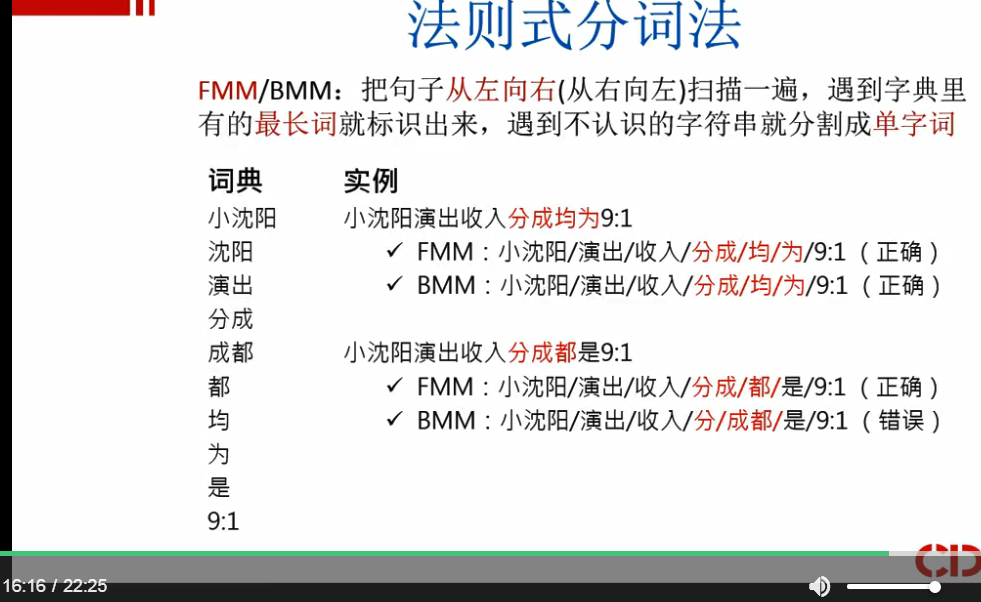 法则式分词法
FMM/BMM：把句子从左向右(从右向左)扫描一遍，遇到字典里
有的最长词就标识出来，遇到不认识的字符串就分割成单字词
词典 实例
小沈阳 小沈阳演出收入分成均为9:1
沈阳 ✓ FMM：小沈阳/演出/收入/分成/均/为/9:1（正确）
演出 ✓ BMM：小沈阳/演出/收入/分成/均/为/9:1（正确）
分成
成都 小沈阳演出收入分成都是9:1
都 ✓ FMM：小沈阳/演出/收入/分成/都/是/9:1（正确）
均 ✓ BMM：小沈阳/演出/收入/分/成都/是/9:1（错误）
为
是
9:1
16:16 / 22:25